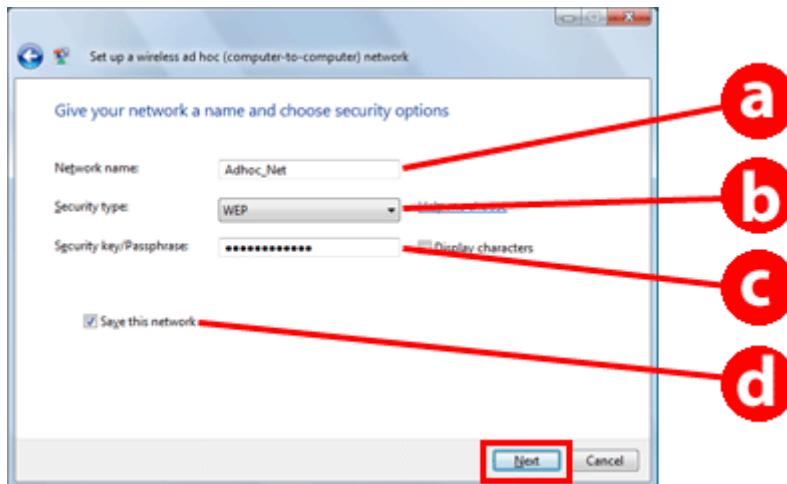 Set up a wireless ad hoc (computer-to-computer) network
Give your network a name and choose security options
a
Network name: Adhoc_Net
Security type: WEP
b
Security key/Passphrase: ●●●●●●●●●●●● Display characters
c
Save this network
d
Next Cancel